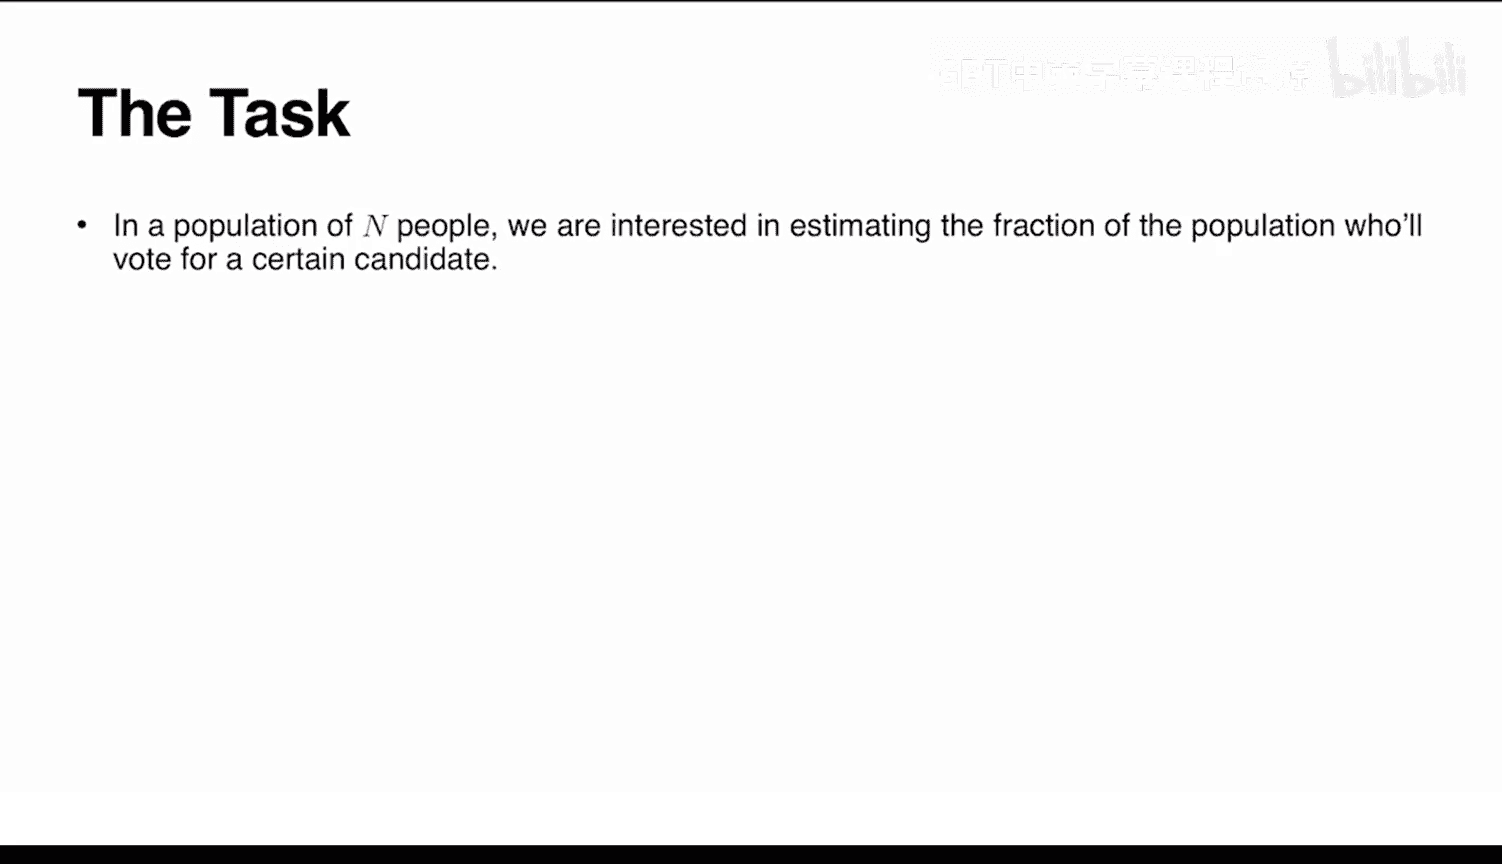 The Task
• In a population of N people, we are interested in estimating the fraction of the population who'll
vote for a certain candidate.
bilibili